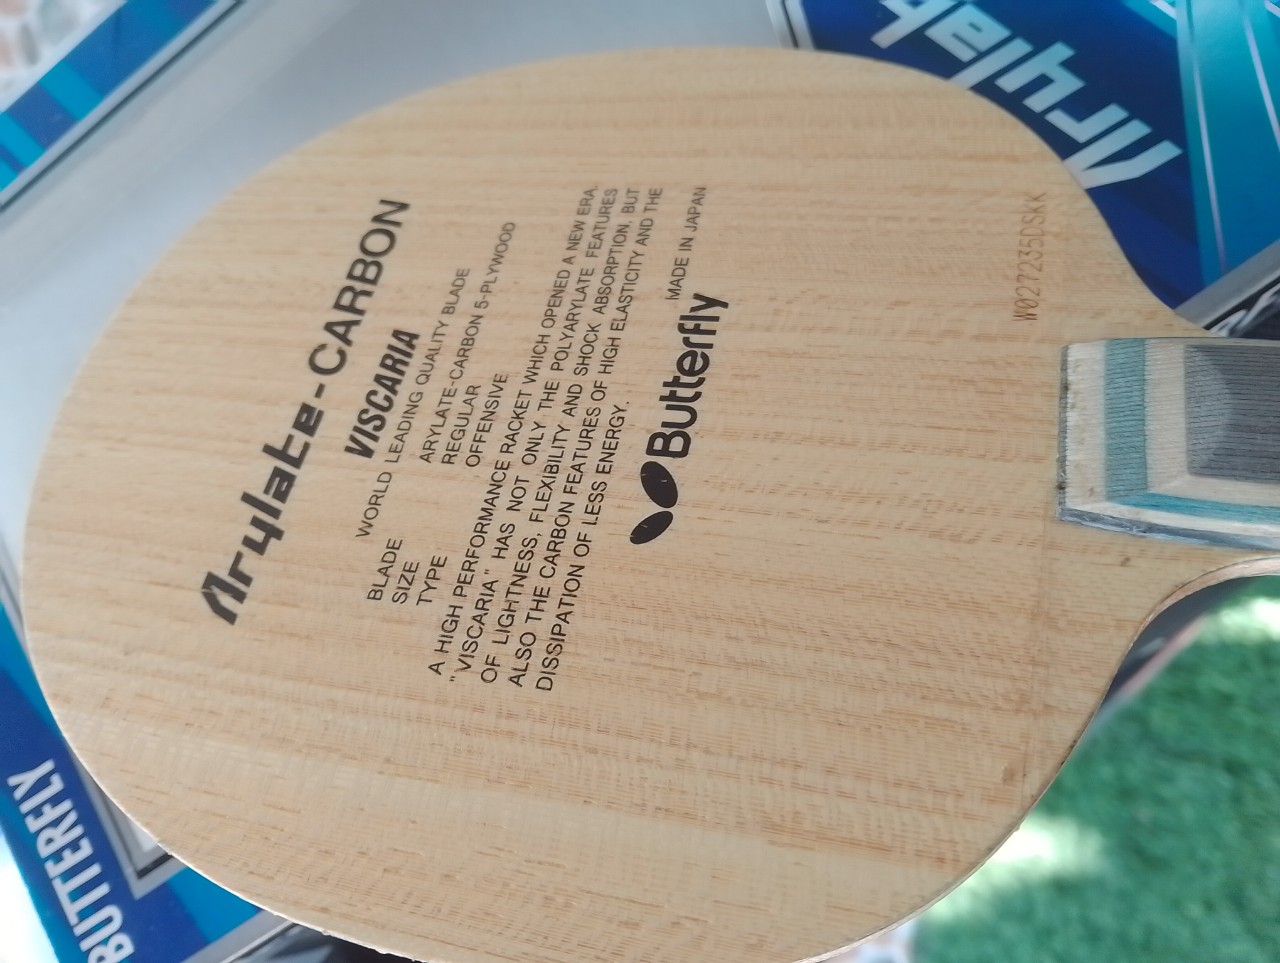 Arylate-CARBON
VISCARIA
WORLD LEADING QUALITY BLADE
BLADE ARYLATE-CARBON 5-PLYWOOD
SIZE REGULAR
TYPE OFFENSIVE
A HIGH PERFORMANCE RACKET WHICH OPENED A NEW ERA.
"VISCARIA" HAS NOT ONLY THE POLYARYLATE FEATURES
OF LIGHTNESS, FLEXIBILITY AND SHOCK ABSORPTION, BUT
ALSO THE CARBON FEATURES OF HIGH ELASTICITY AND THE
DISSIPATION OF LESS ENERGY.
Butterfly MADE IN JAPAN
W027235DSKK
BUTTERFLY